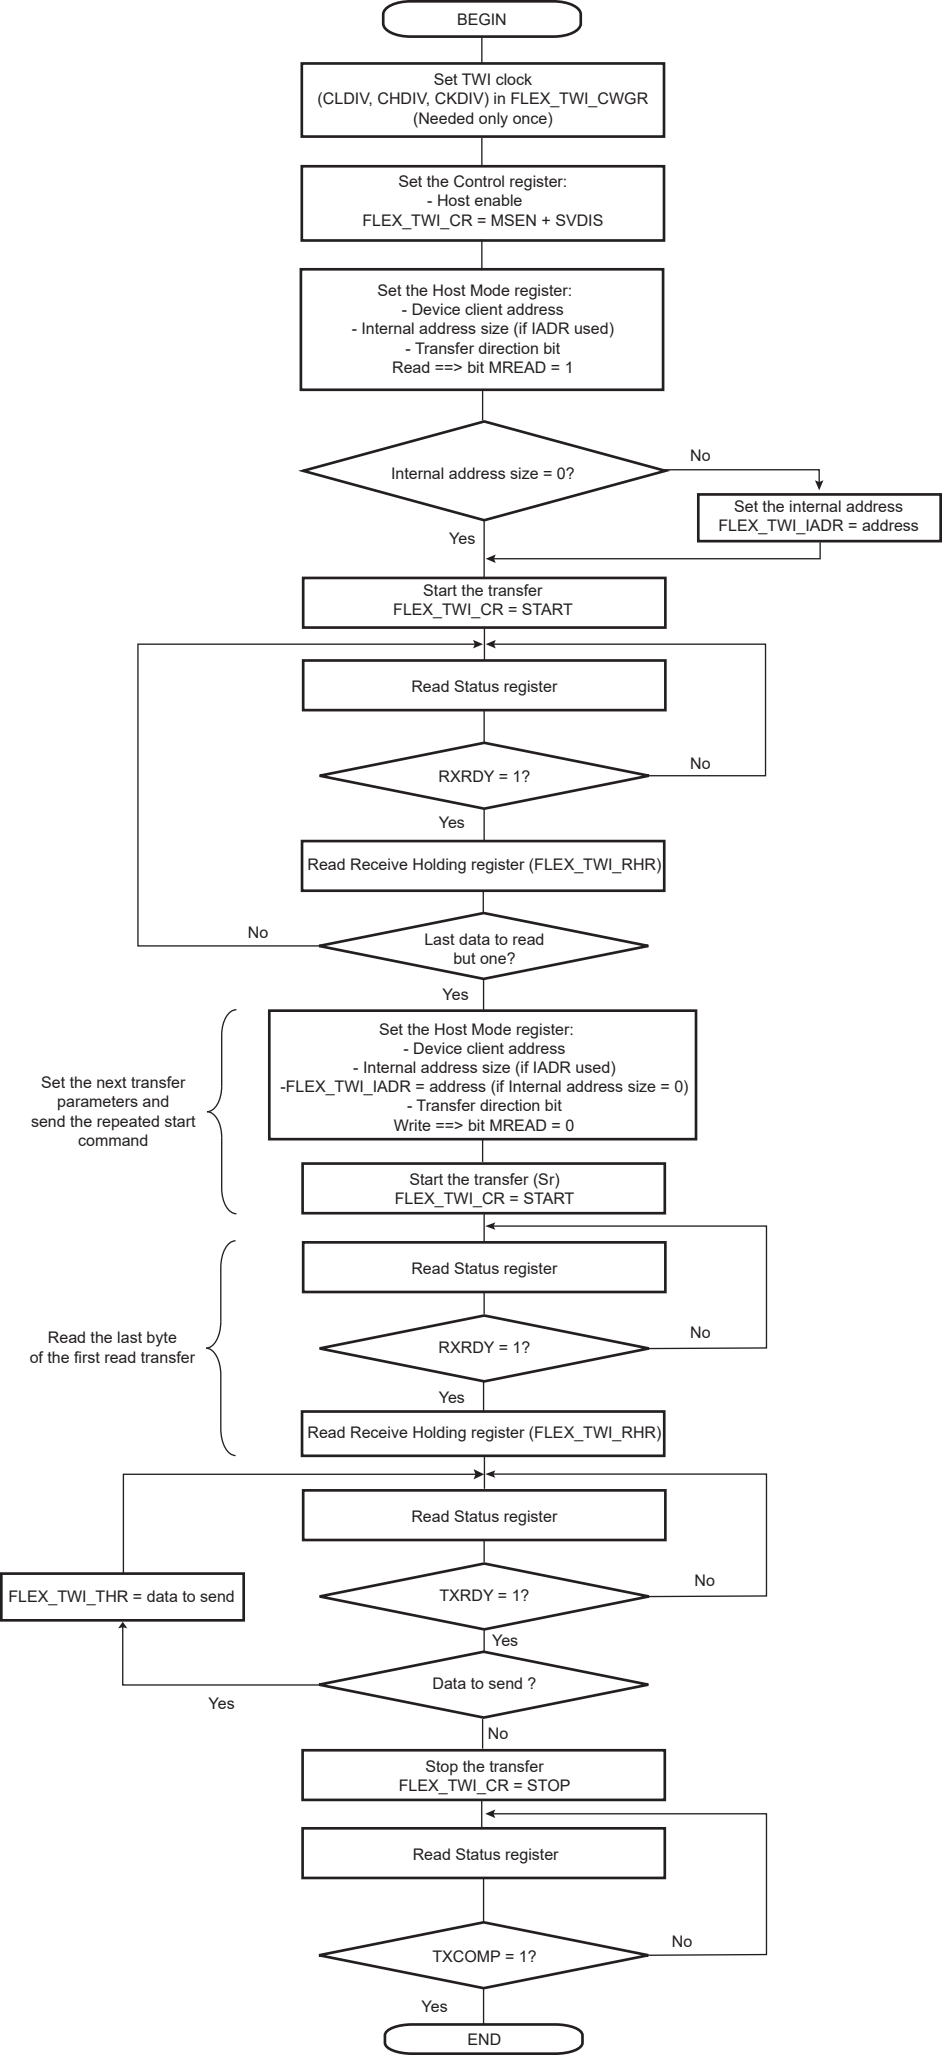 BEGIN
Set TWI clock
(CLDIV, CHDIV, CKDIV) in FLEX_TWI_CWGR
(Needed only once)
Set the Control register:
- Host enable
FLEX_TWI_CR = MSEN + SVDIS
Set the Host Mode register:
- Device client address
- Internal address size (if IADR used)
- Transfer direction bit
Read ==> bit MREAD = 1
Internal address size = 0?
No
Set the internal address
FLEX_TWI_IADR = address
Yes
Start the transfer
FLEX_TWI_CR = START
Read Status register
RXRDY = 1?
No
Yes
Read Receive Holding register (FLEX_TWI_RHR)
Last data to read
but one?
No
Yes
Set the next transfer
parameters and
send the repeated start
command
Set the Host Mode register:
- Device client address
- Internal address size (if IADR used)
-FLEX_TWI_IADR = address (if Internal address size = 0)
- Transfer direction bit
Write ==> bit MREAD = 0
Start the transfer (Sr)
FLEX_TWI_CR = START
Read the last byte
of the first read transfer
Read Status register
RXRDY = 1?
No
Yes
Read Receive Holding register (FLEX_TWI_RHR)
Read Status register
TXRDY = 1?
No
FLEX_TWI_THR = data to send
Yes
Data to send ?
Yes
No
Stop the transfer
FLEX_TWI_CR = STOP
Read Status register
TXCOMP = 1?
No
Yes
END